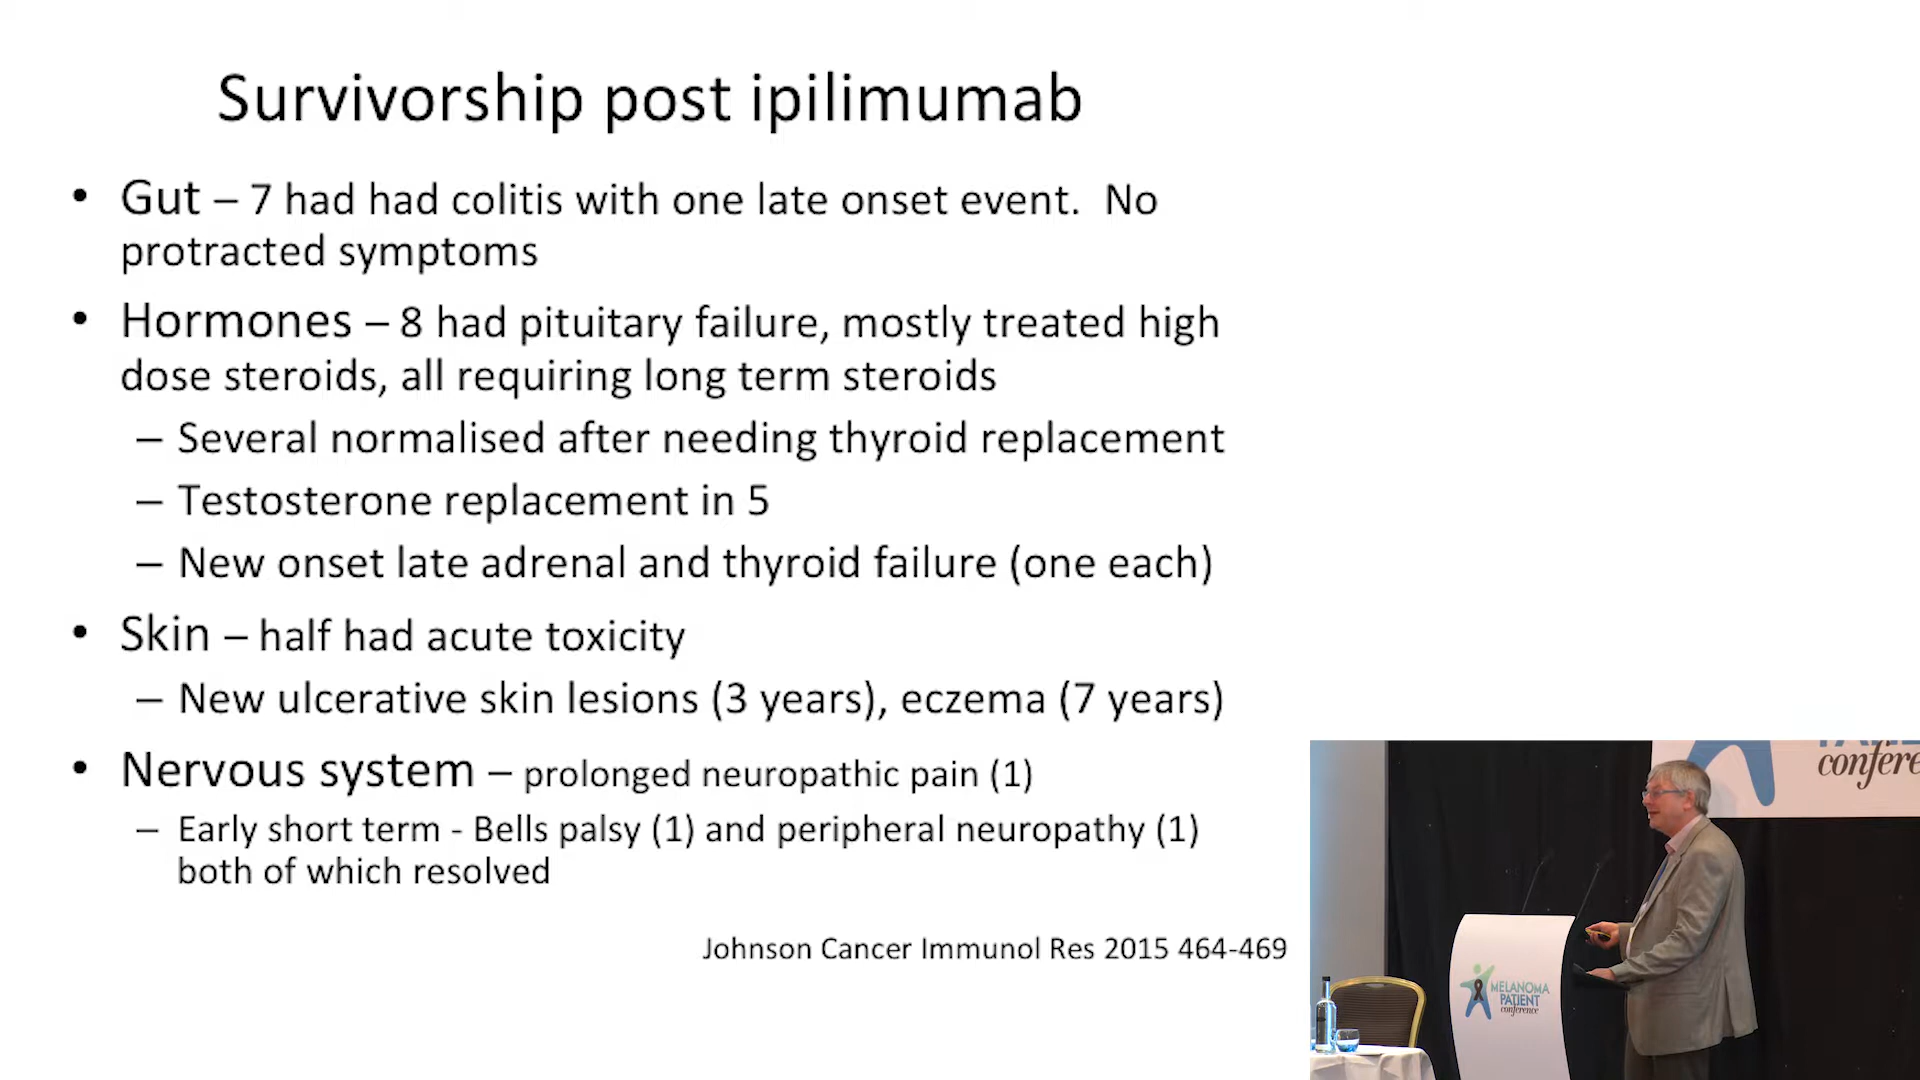 Survivorship post ipilimumab
• Gut – 7 had had colitis with one late onset event. No
protracted symptoms
• Hormones – 8 had pituitary failure, mostly treated high
dose steroids, all requiring long term steroids
– Several normalised after needing thyroid replacement
– Testosterone replacement in 5
– New onset late adrenal and thyroid failure (one each)
• Skin – half had acute toxicity
– New ulcerative skin lesions (3 years), eczema (7 years)
• Nervous system – prolonged neuropathic pain (1)
– Early short term - Bells palsy (1) and peripheral neuropathy (1)
both of which resolved
Johnson Cancer Immunol Res 2015 464-469
MELANOMA
PATIENT
conference